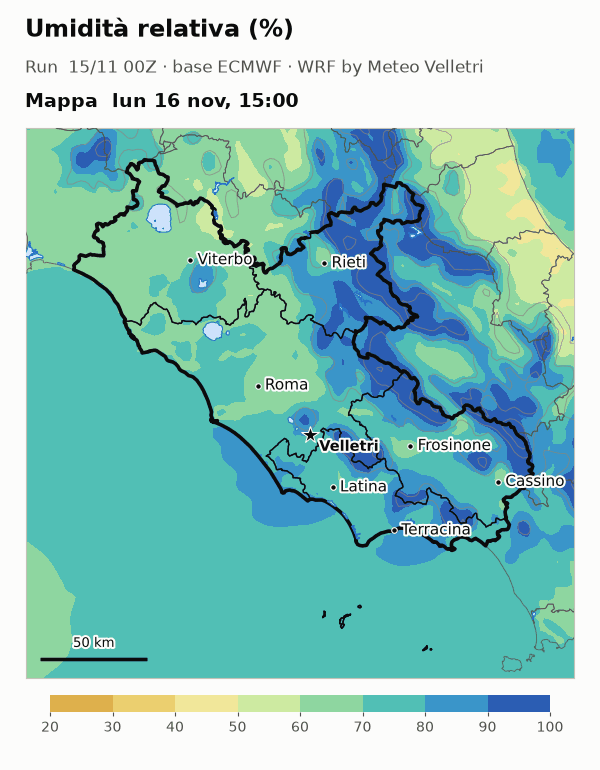 Umidità relativa (%)
Run  15/11 00Z · base ECMWF · WRF by Meteo Velletri
Mappa  lun 16 nov, 15:00
Viterbo
Rieti
Roma
Velletri
Frosinone
Cassino
Latina
Terracina
50 km
20 30 40 50 60 70 80 90 100